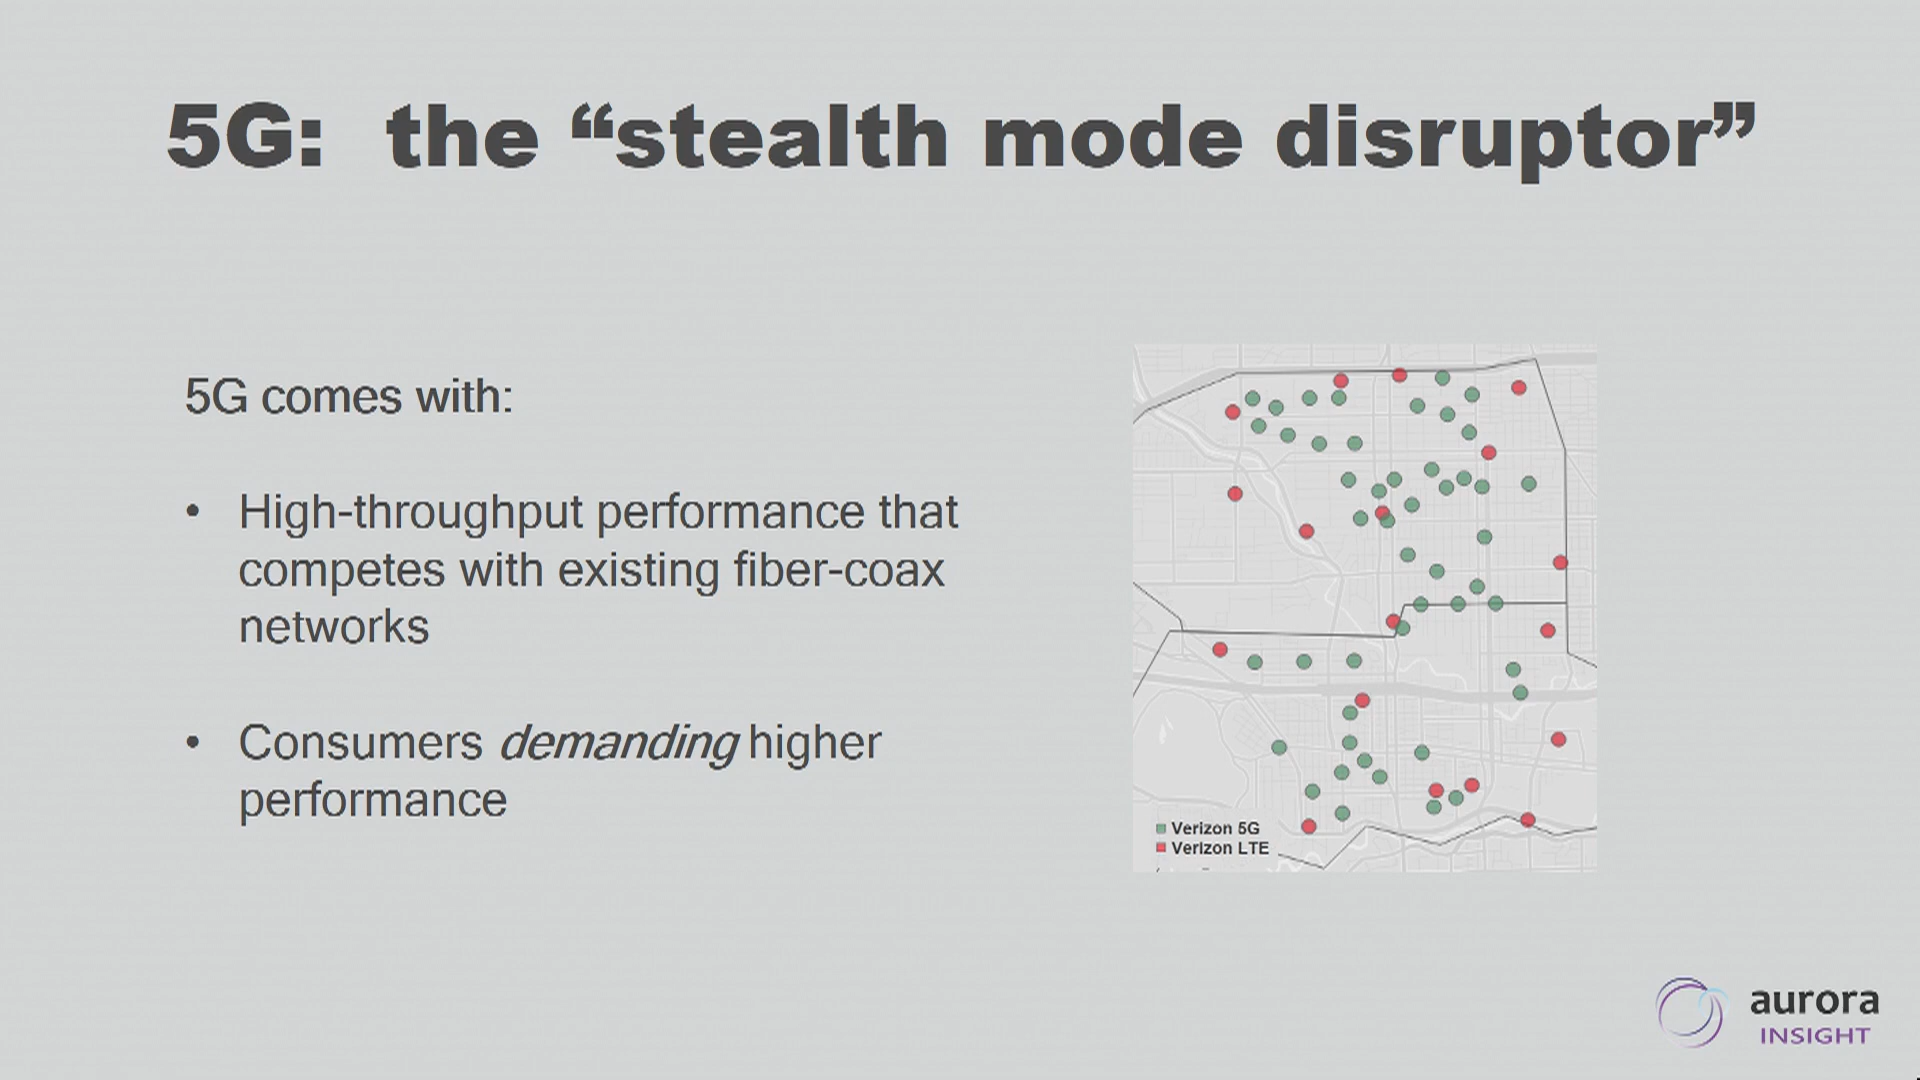 5G: the “stealth mode disruptor”
5G comes with:
• High-throughput performance that
competes with existing fiber-coax
networks
• Consumers demanding higher
performance
Verizon 5G
Verizon LTE
aurora
INSIGHT